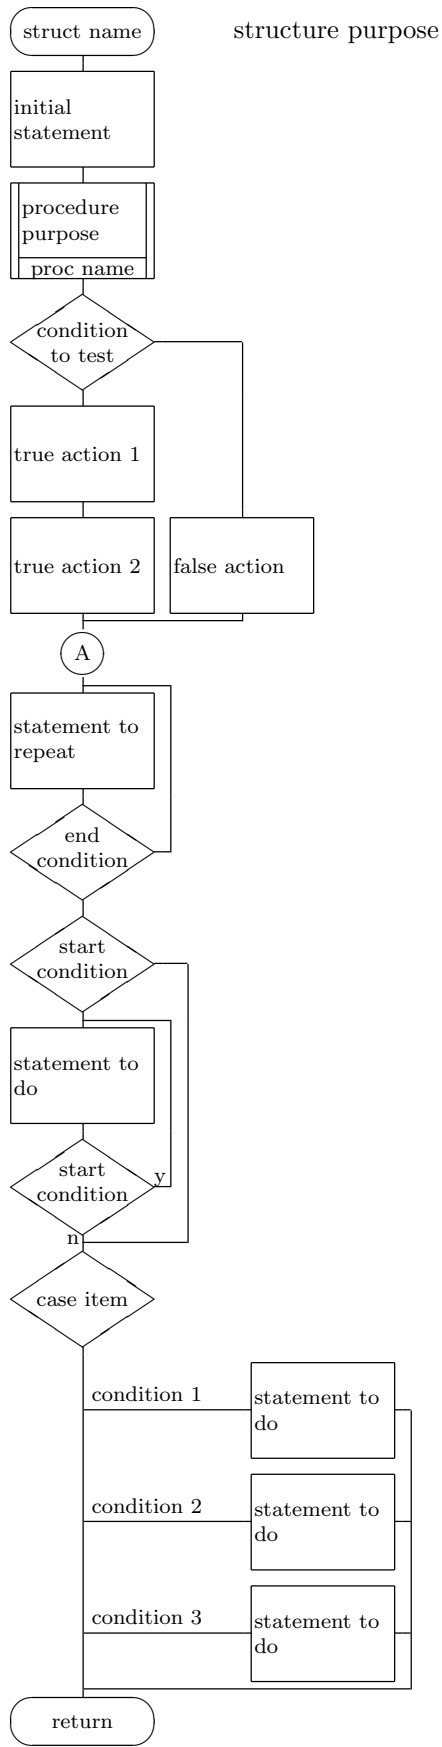 struct name
structure purpose
initial
statement
procedure
purpose
proc name
condition
to test
true action 1
true action 2
false action
A
statement to
repeat
end
condition
start
condition
statement to
do
start
condition
y
n
case item
condition 1
statement to
do
condition 2
statement to
do
condition 3
statement to
do
return